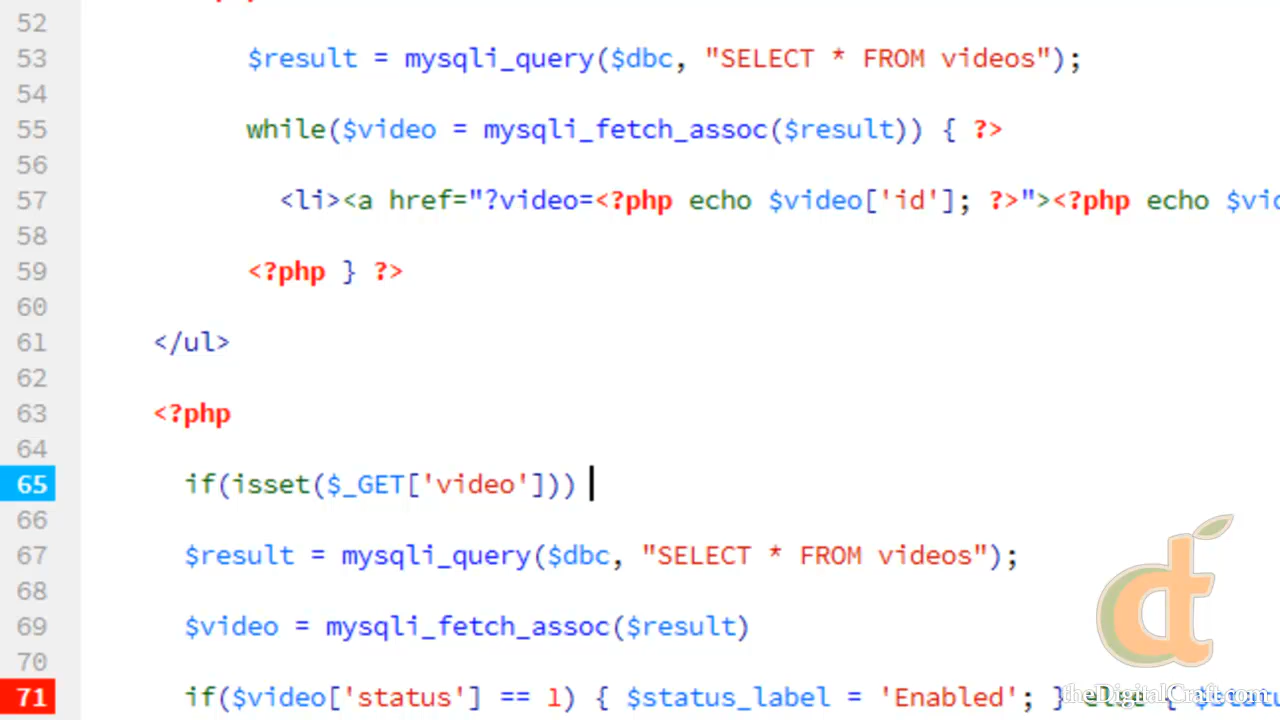 52
53 $result = mysqli_query($dbc, "SELECT * FROM videos");
54
55 while($video = mysqli_fetch_assoc($result)) { ?>
56
57 <li><a href="?video=<?php echo $video['id']; ?>"><?php echo
58
59 <?php } ?>
60
61 </ul>
62
63 <?php
64
65 if(isset($_GET['video']))
66
67 $result = mysqli_query($dbc, "SELECT * FROM videos");
68
69 $video = mysqli_fetch_assoc($result)
70
71 if($video['status'] == 1) { $status_label = 'Enabled'; } else {
theDigitalCraft.com